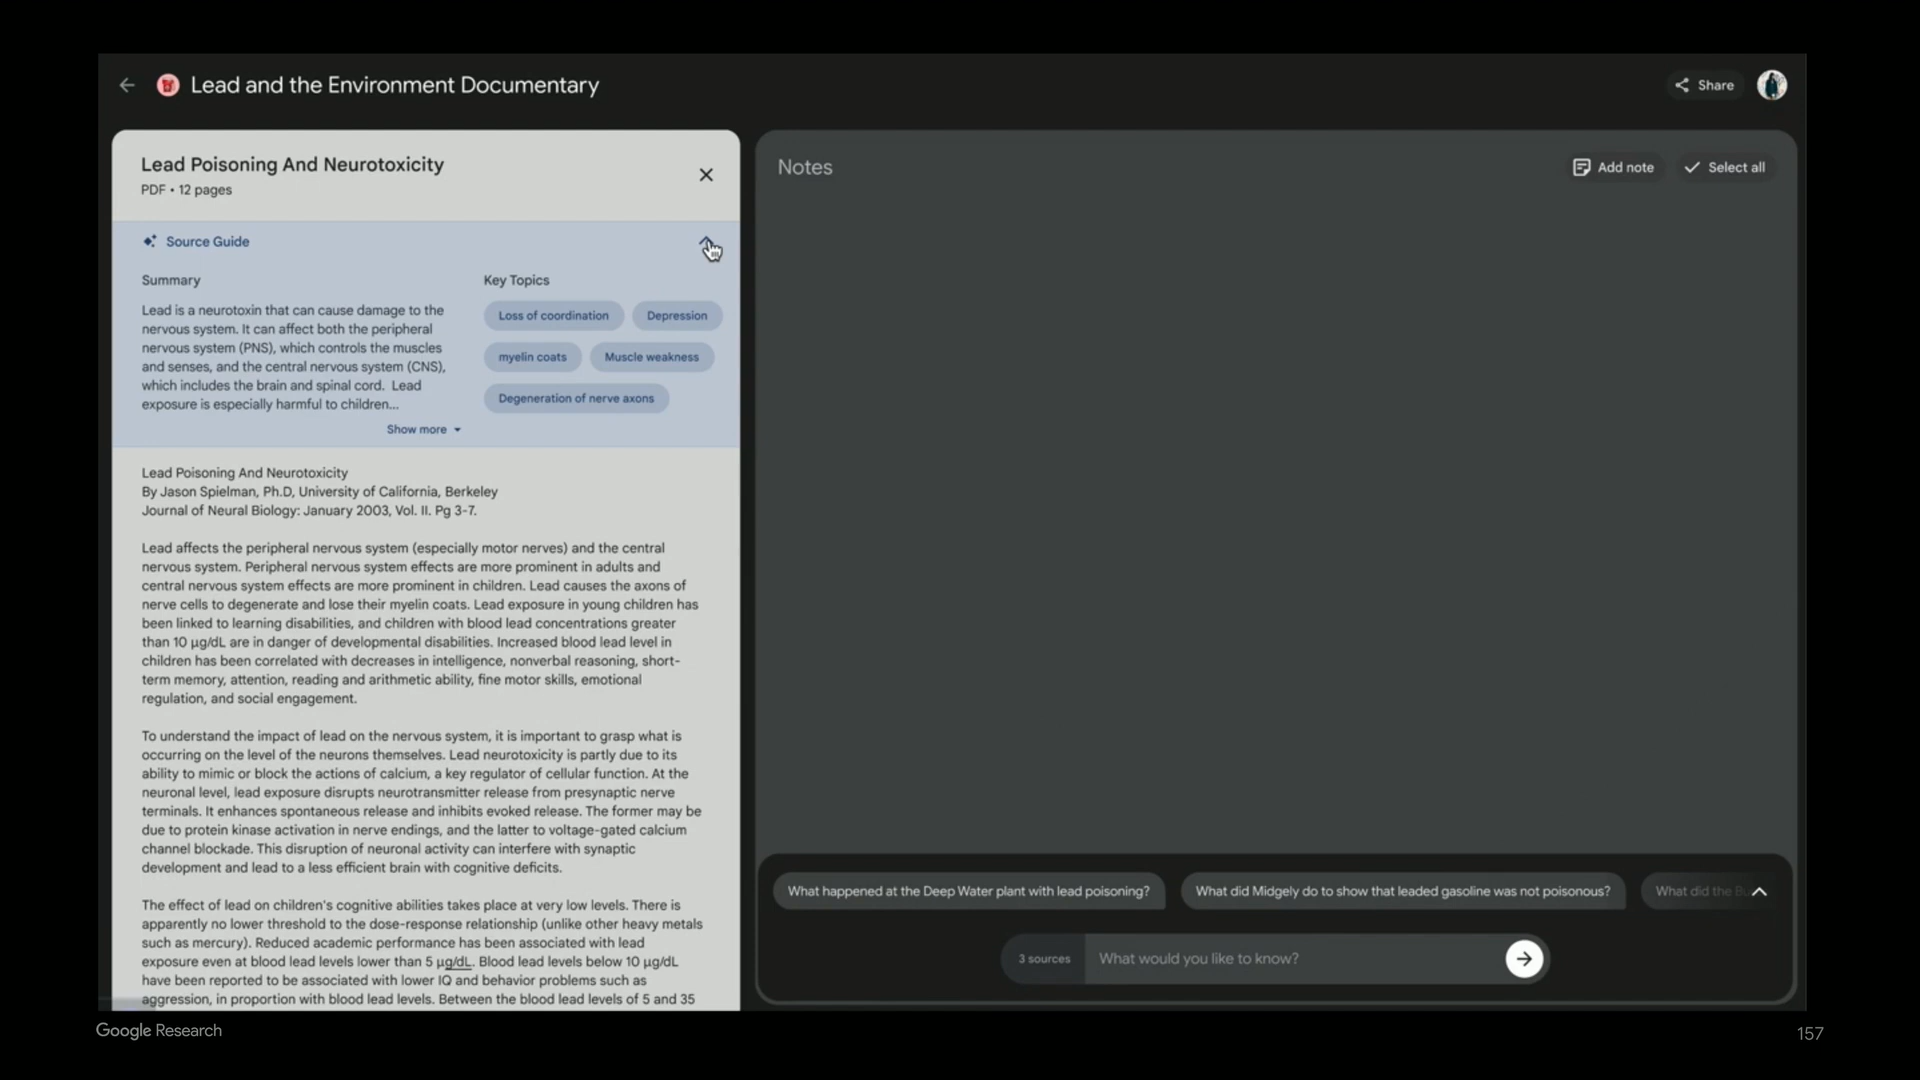 Lead and the Environment Documentary
Share
Lead Poisoning And Neurotoxicity
PDF • 12 pages
Source Guide
Summary
Lead is a neurotoxin that can cause damage to the
nervous system. It can affect both the peripheral
nervous system (PNS), which controls the muscles
and senses, and the central nervous system (CNS),
which includes the brain and spinal cord. Lead
exposure is especially harmful to children...
Key Topics
Loss of coordination
Depression
myelin coats
Muscle weakness
Degeneration of nerve axons
Show more
Lead Poisoning And Neurotoxicity
By Jason Spielman, Ph.D, University of California, Berkeley
Journal of Neural Biology: January 2003, Vol. II. Pg 3-7.
Lead affects the peripheral nervous system (especially motor nerves) and the central
nervous system. Peripheral nervous system effects are more prominent in adults and
central nervous system effects are more prominent in children. Lead causes the axons of
nerve cells to degenerate and lose their myelin coats. Lead exposure in young children has
been linked to learning disabilities, and children with blood lead concentrations greater
than 10 μg/dL are in danger of developmental disabilities. Increased blood lead level in
children has been correlated with decreases in intelligence, nonverbal reasoning, short-
term memory, attention, reading and arithmetic ability, fine motor skills, emotional
regulation, and social engagement.
To understand the impact of lead on the nervous system, it is important to grasp what is
occurring on the level of the neurons themselves. Lead neurotoxicity is partly due to its
ability to mimic or block the actions of calcium, a key regulator of cellular function. At the
neuronal level, lead exposure disrupts neurotransmitter release from presynaptic nerve
terminals. It enhances spontaneous release and inhibits evoked release. The former may be
due to protein kinase activation in nerve endings, and the latter to voltage-gated calcium
channel blockade. This disruption of neuronal activity can interfere with synaptic
development and lead to a less efficient brain with cognitive deficits.
The effect of lead on children's cognitive abilities takes place at very low levels. There is
apparently no lower threshold to the dose-response relationship (unlike other heavy metals
such as mercury). Reduced academic performance has been associated with lead
exposure even at blood lead levels lower than 5 μg/dL. Blood lead levels below 10 μg/dL
have been reported to be associated with lower IQ and behavior problems such as
aggression, in proportion with blood lead levels. Between the blood lead levels of 5 and 35
Notes
Add note
Select all
What happened at the Deep Water plant with lead poisoning?
What did Midgely do to show that leaded gasoline was not poisonous?
What did the
3 sources
What would you like to know?
Google Research
157